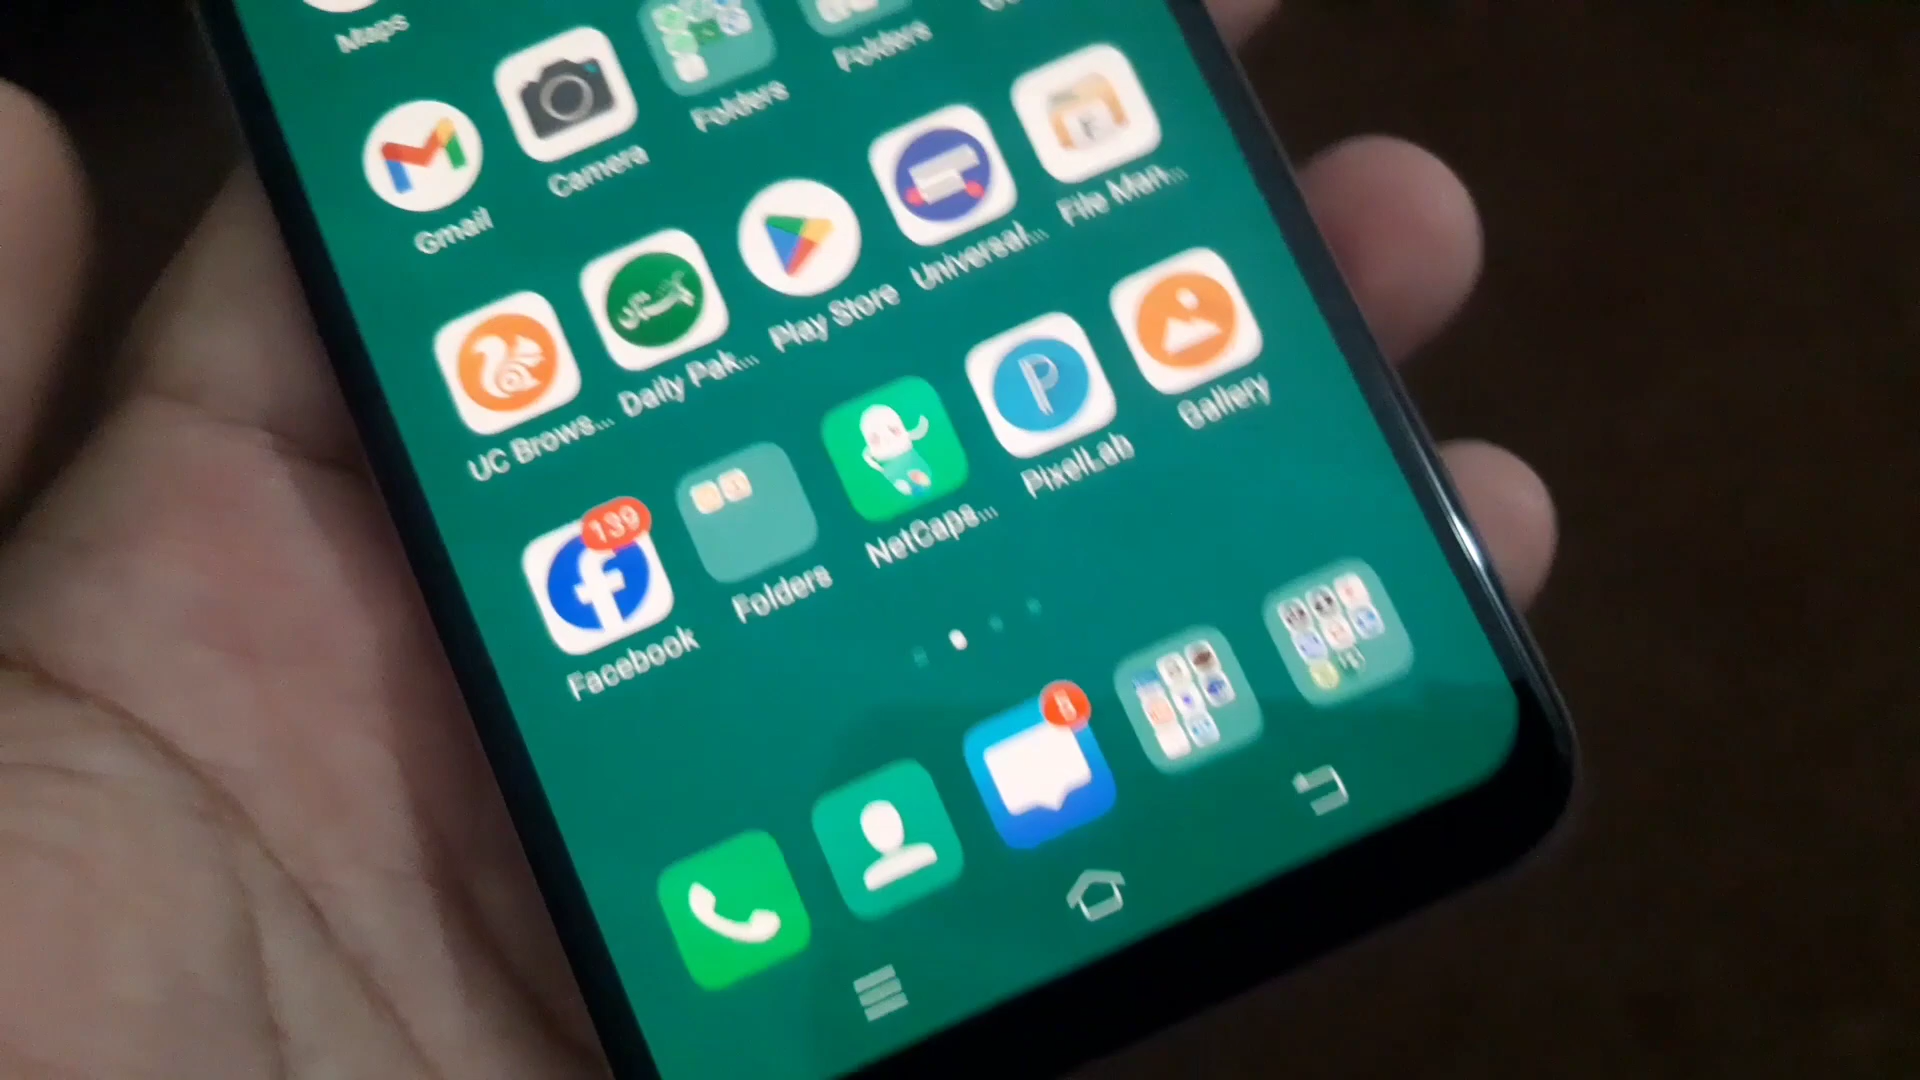 Maps
Gmail
Camera
Folders
Folders
UC Brows...
Daily Pak...
Play Store
Universal...
File Man...
139
Facebook
Folders
NetCaps...
PixelLab
Gallery
8